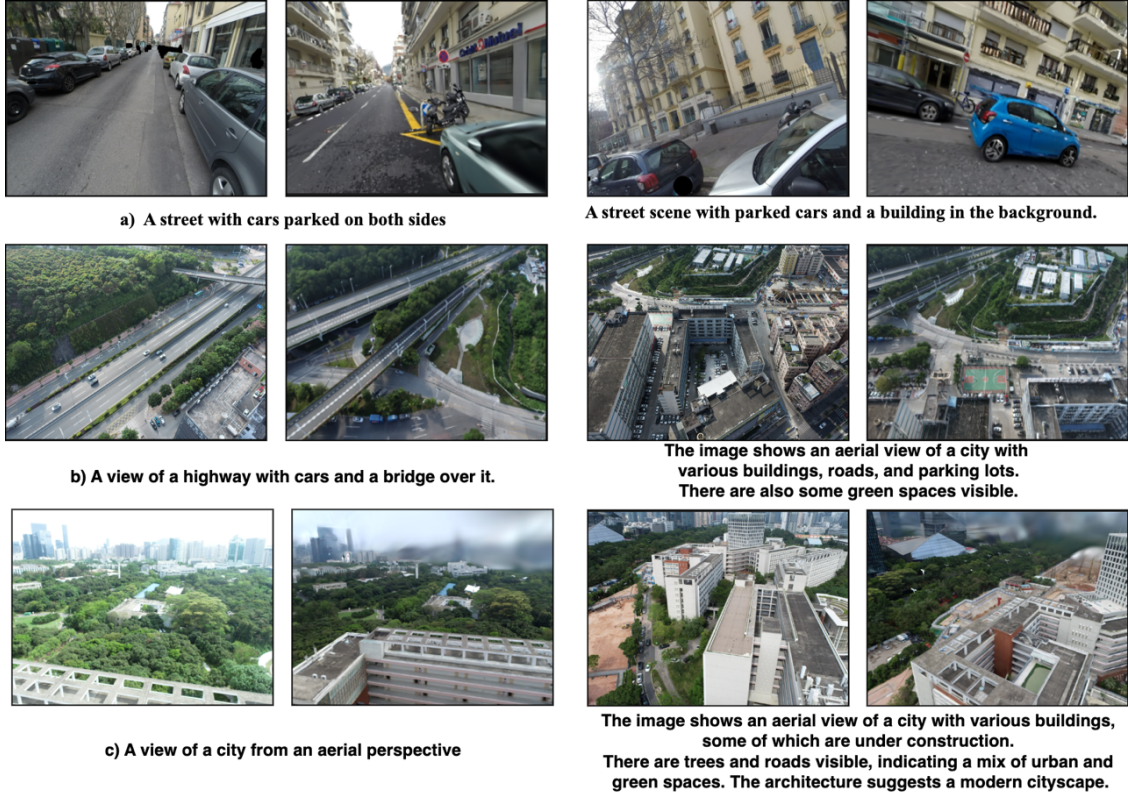 Crédit Mutuel
a) A street with cars parked on both sides
A street scene with parked cars and a building in the background.
b) A view of a highway with cars and a bridge over it.
The image shows an aerial view of a city with
various buildings, roads, and parking lots.
There are also some green spaces visible.
c) A view of a city from an aerial perspective
The image shows an aerial view of a city with various buildings,
some of which are under construction.
There are trees and roads visible, indicating a mix of urban and
green spaces. The architecture suggests a modern cityscape.